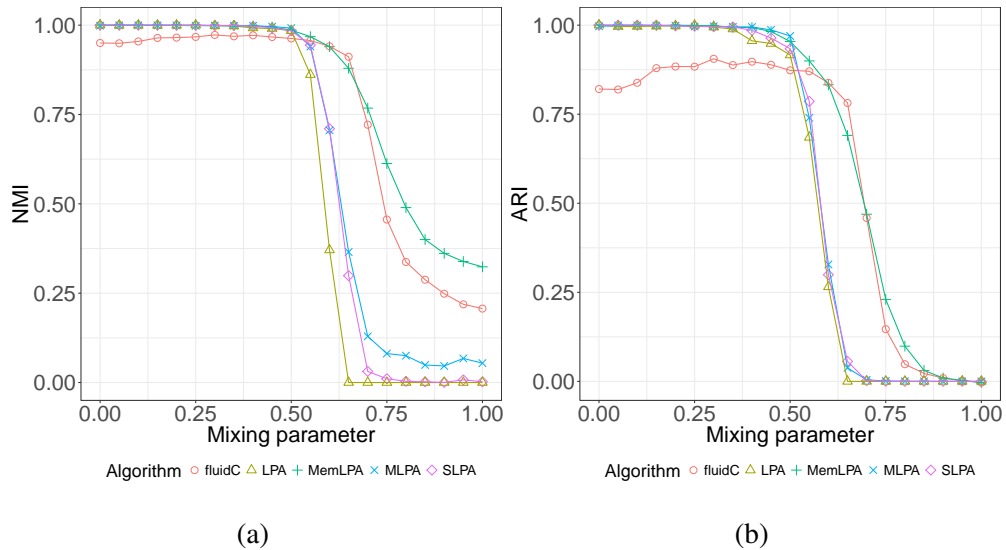 1.00
0.75
0.50
0.25
0.00
NMI
0.00 0.25 0.50 0.75 1.00
Mixing parameter
Algorithm fluidC LPA MemLPA MLPA SLPA
(a)
1.00
0.75
0.50
0.25
0.00
ARI
0.00 0.25 0.50 0.75 1.00
Mixing parameter
Algorithm fluidC LPA MemLPA MLPA SLPA
(b)